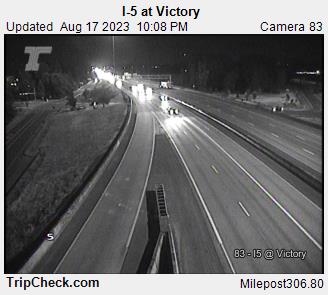 I-5 at Victory
Updated  Aug 17 2023  10:08 PM
Camera 83
T
S
83 - I5 @ Victory
TripCheck.com
Milepost306.80